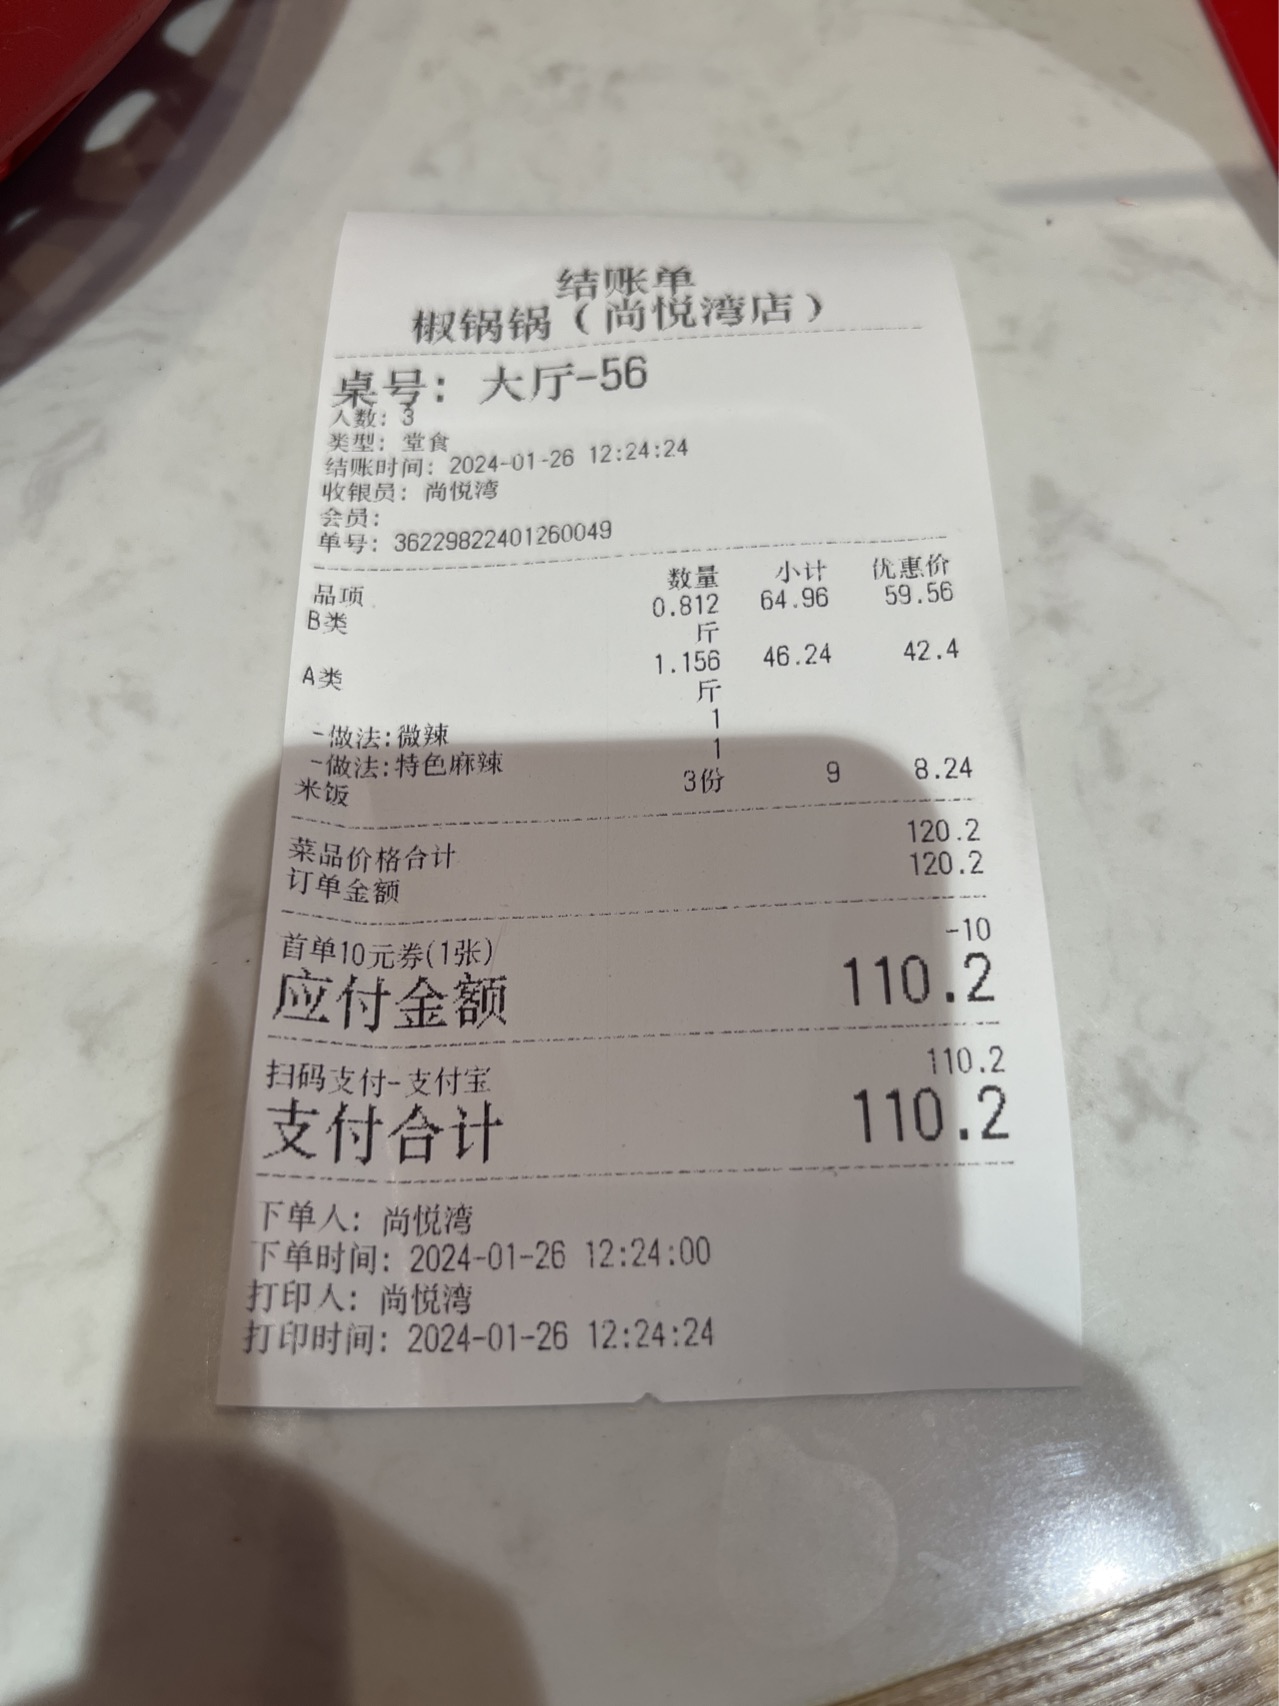 结账单
椒锅锅（尚悦湾店）
桌号：大厅-56
人数：3
类型：堂食
结账时间：2024-01-26 12:24:24
收银员：尚悦湾
会员：
单号：36229822401260049
品项 数量 小计 优惠价
B类 0.812 64.96 59.56
斤
A类 1.156 46.24 42.4
斤
-做法:微辣 1
-做法:特色麻辣 1
米饭 3份 9 8.24
菜品价格合计 120.2
订单金额 120.2
首单10元券(1张) -10
应付金额 110.2
扫码支付-支付宝 110.2
支付合计 110.2
下单人：尚悦湾
下单时间：2024-01-26 12:24:00
打印人：尚悦湾
打印时间：2024-01-26 12:24:24